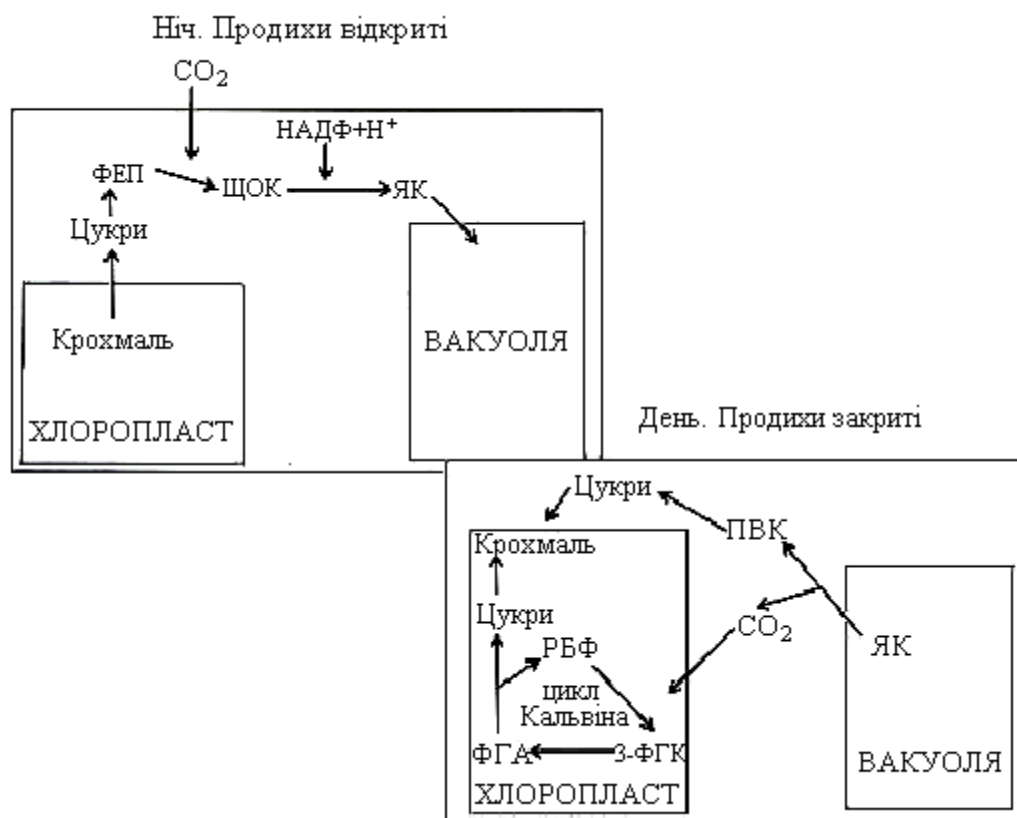 Ніч. Продихи відкриті
CO2
НАДФ+Н+
ФЕП
ЩОК
ЯК
Цукри
Крохмаль
ВАКУОЛЯ
ХЛОРОПЛАСТ
День. Продихи закриті
Цукри
ПВК
Крохмаль
Цукри
CO2
РБФ
ЯК
цикл
Кальвіна
ФГА
3-ФГК
ВАКУОЛЯ
ХЛОРОПЛАСТ